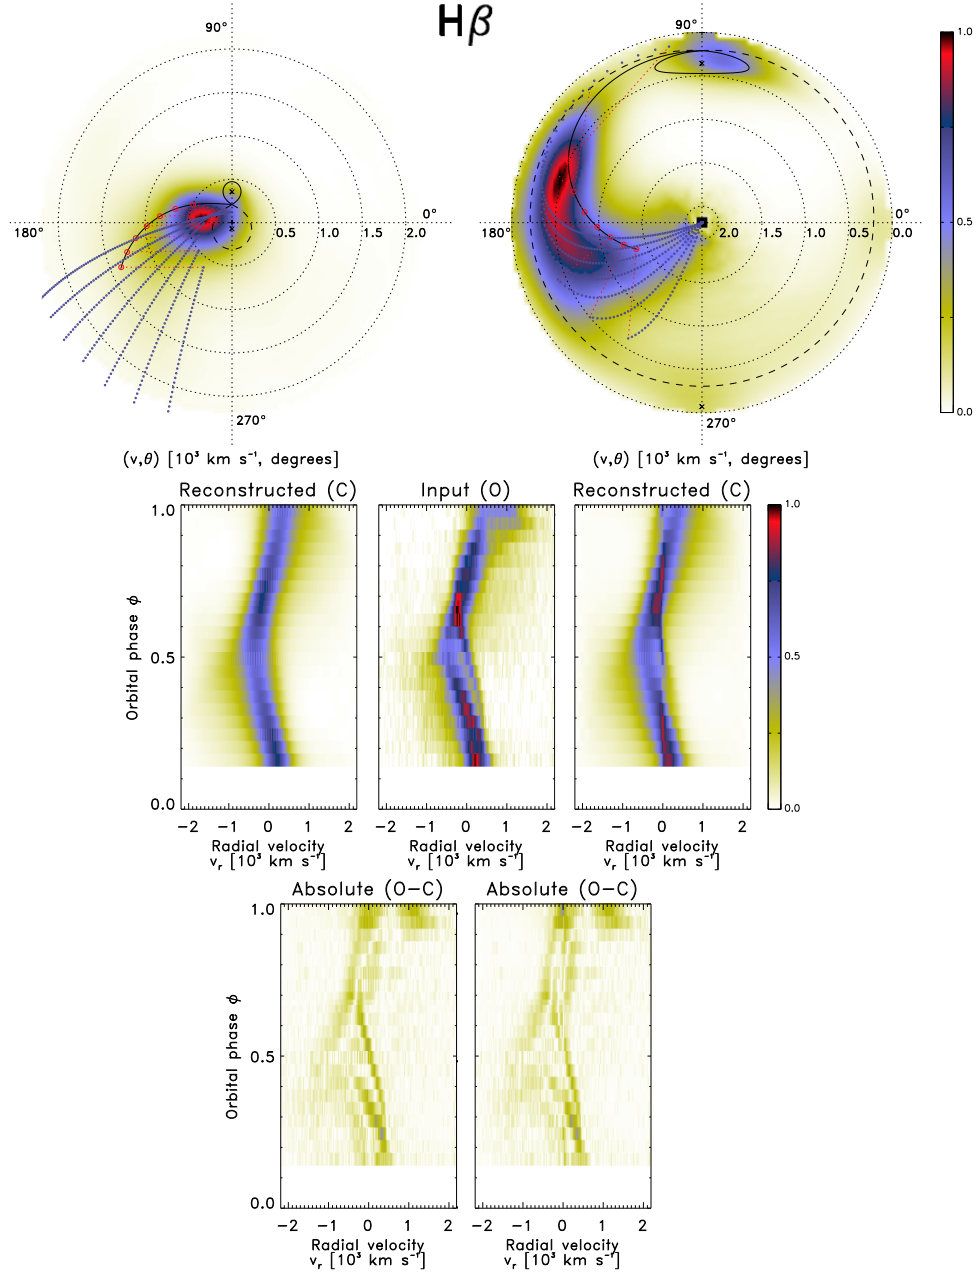 Hβ
90°
180°
0°
0.5 1.0 1.5 2.0
270°
(v,θ) [10³ km s⁻¹, degrees]
90°
180°
0°
2.0 1.5 1.0 0.5 0.0
270°
(v,θ) [10³ km s⁻¹, degrees]
1.0
0.5
0.0
Reconstructed (C)
Input (O)
Reconstructed (C)
1.0
0.5
0.0
Orbital phase ϕ
−2 −1 0 1 2
Radial velocity
vᵣ [10³ km s⁻¹]
−2 −1 0 1 2
Radial velocity
vᵣ [10³ km s⁻¹]
−2 −1 0 1 2
Radial velocity
vᵣ [10³ km s⁻¹]
1.0
0.5
0.0
Absolute (O−C)
Absolute (O−C)
1.0
0.5
0.0
Orbital phase ϕ
−2 −1 0 1 2
Radial velocity
vᵣ [10³ km s⁻¹]
−2 −1 0 1 2
Radial velocity
vᵣ [10³ km s⁻¹]